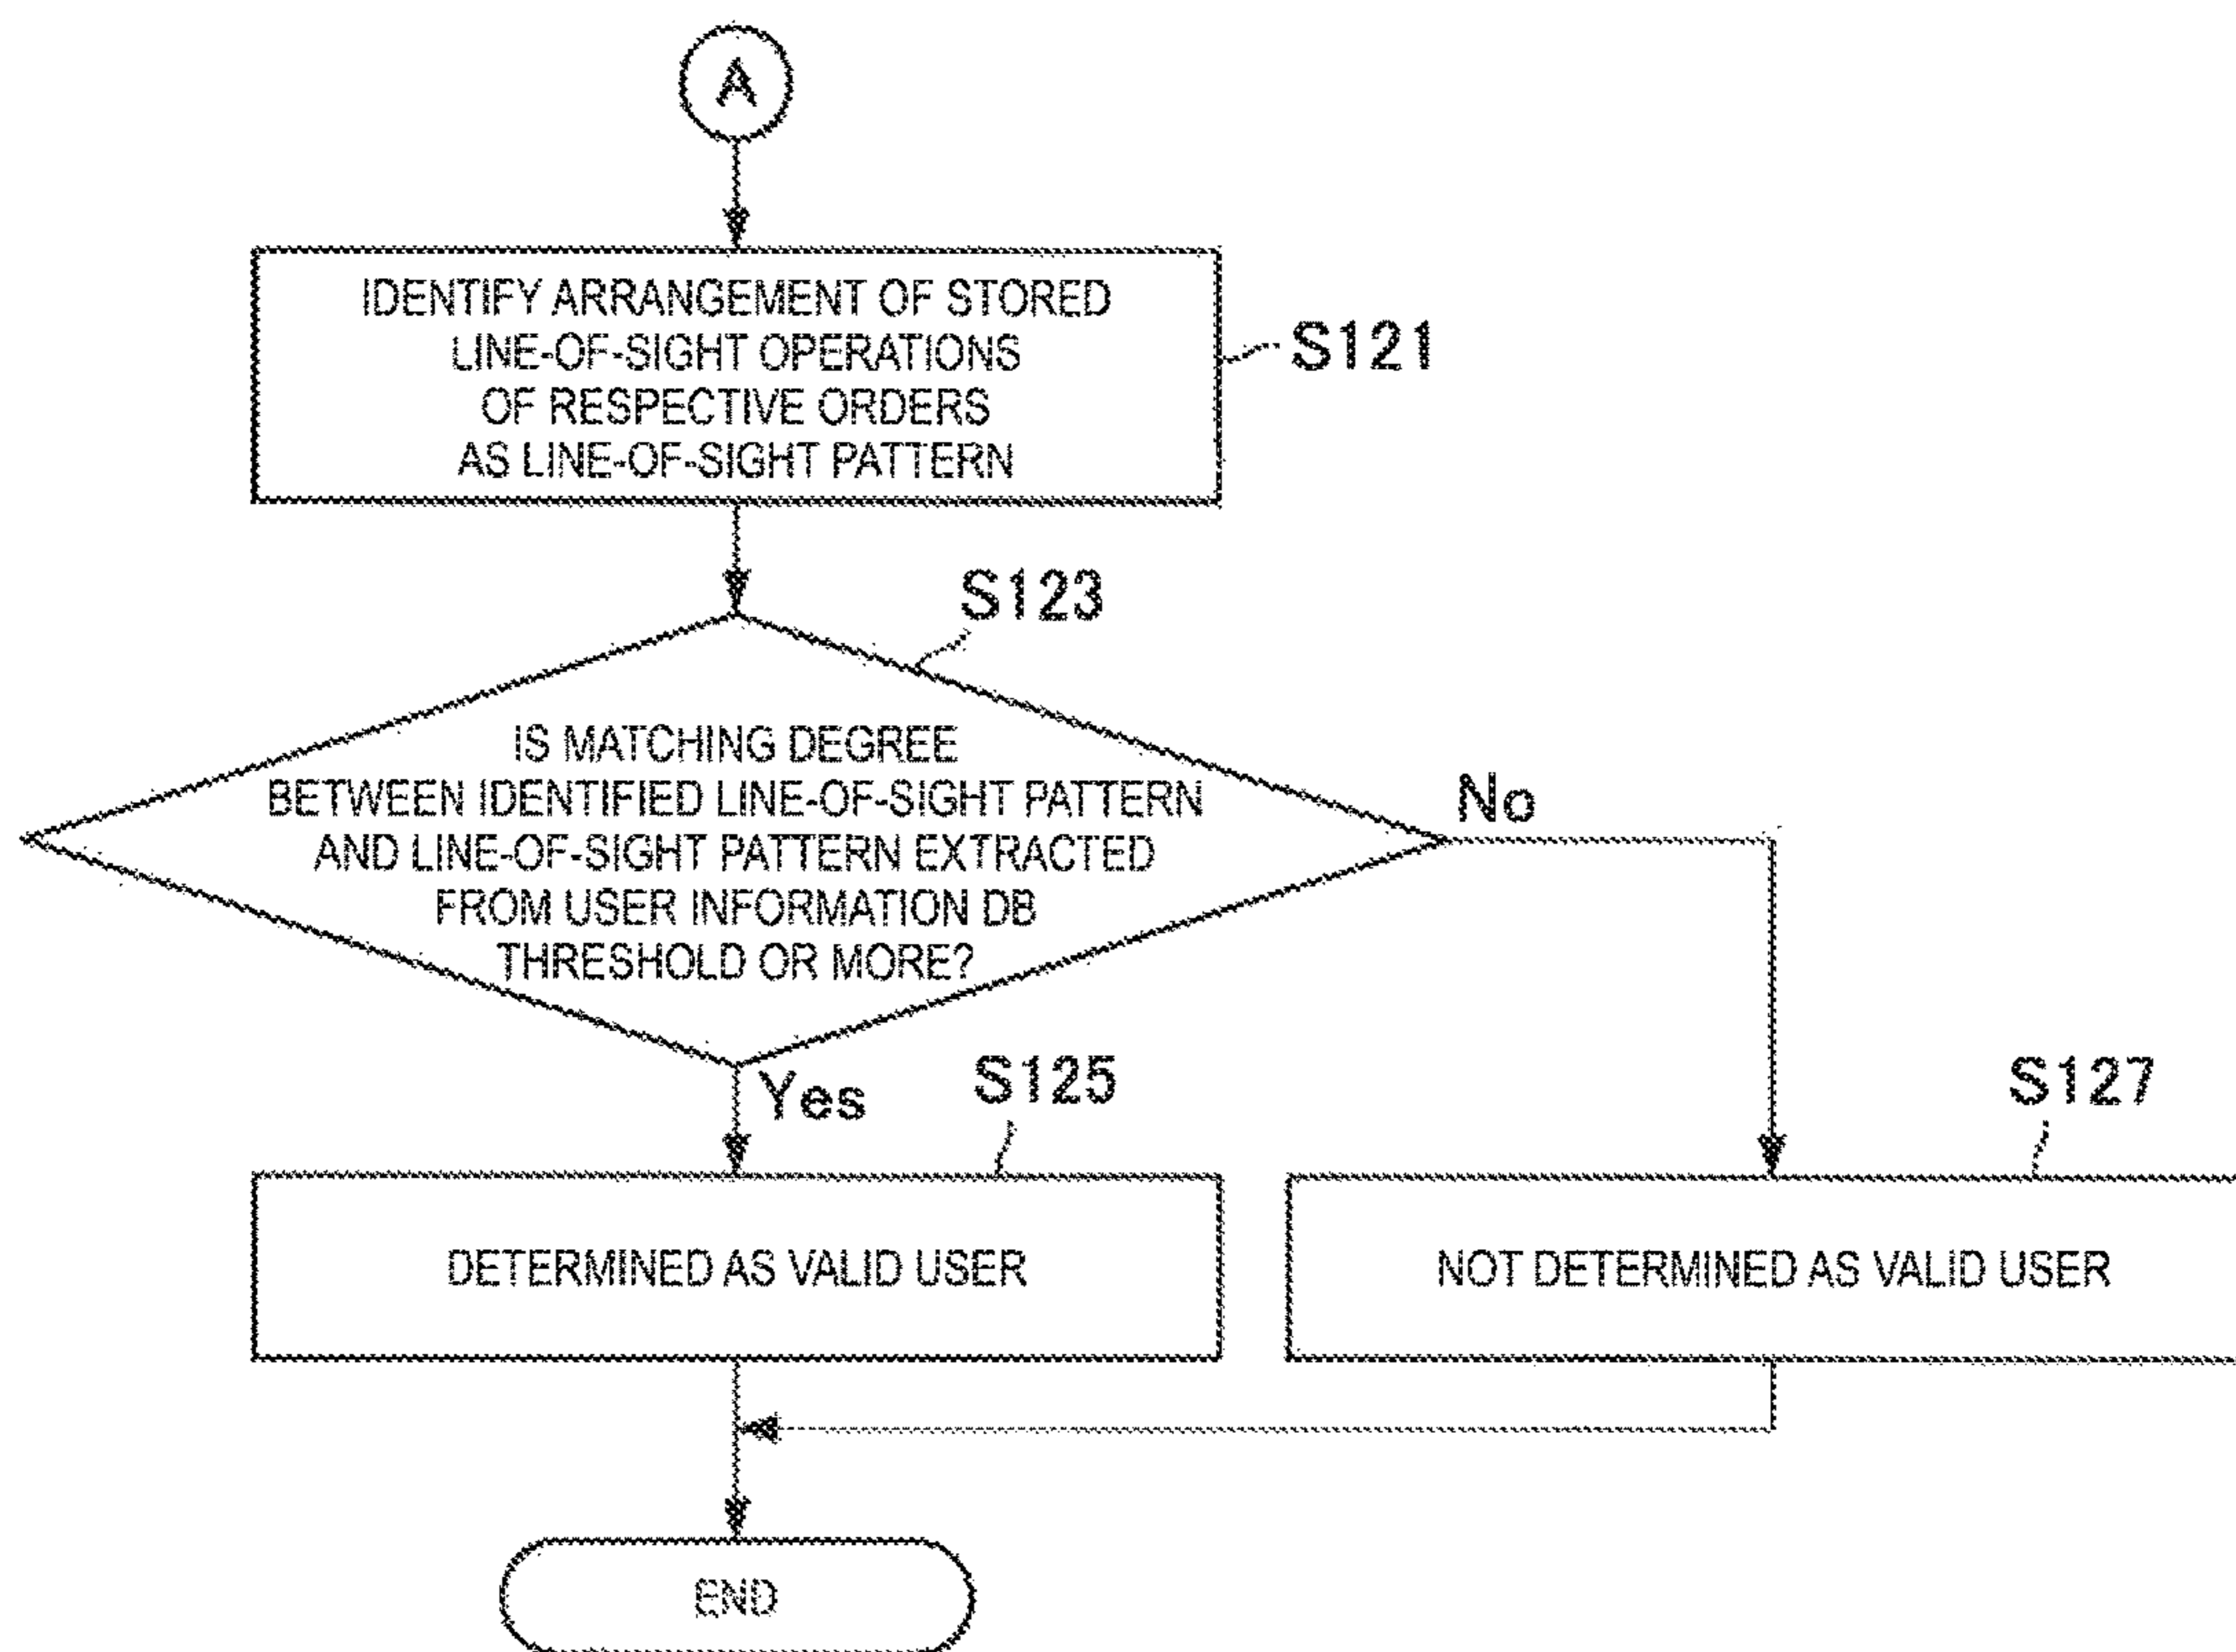 A
IDENTIFY ARRANGEMENT OF STORED
LINE-OF-SIGHT OPERATIONS
OF RESPECTIVE ORDERS
AS LINE-OF-SIGHT PATTERN
S121
S123
IS MATCHING DEGREE
BETWEEN IDENTIFIED LINE-OF-SIGHT PATTERN
AND LINE-OF-SIGHT PATTERN EXTRACTED
FROM USER INFORMATION DB
THRESHOLD OR MORE?
No
Yes
S125
S127
DETERMINED AS VALID USER
NOT DETERMINED AS VALID USER
END